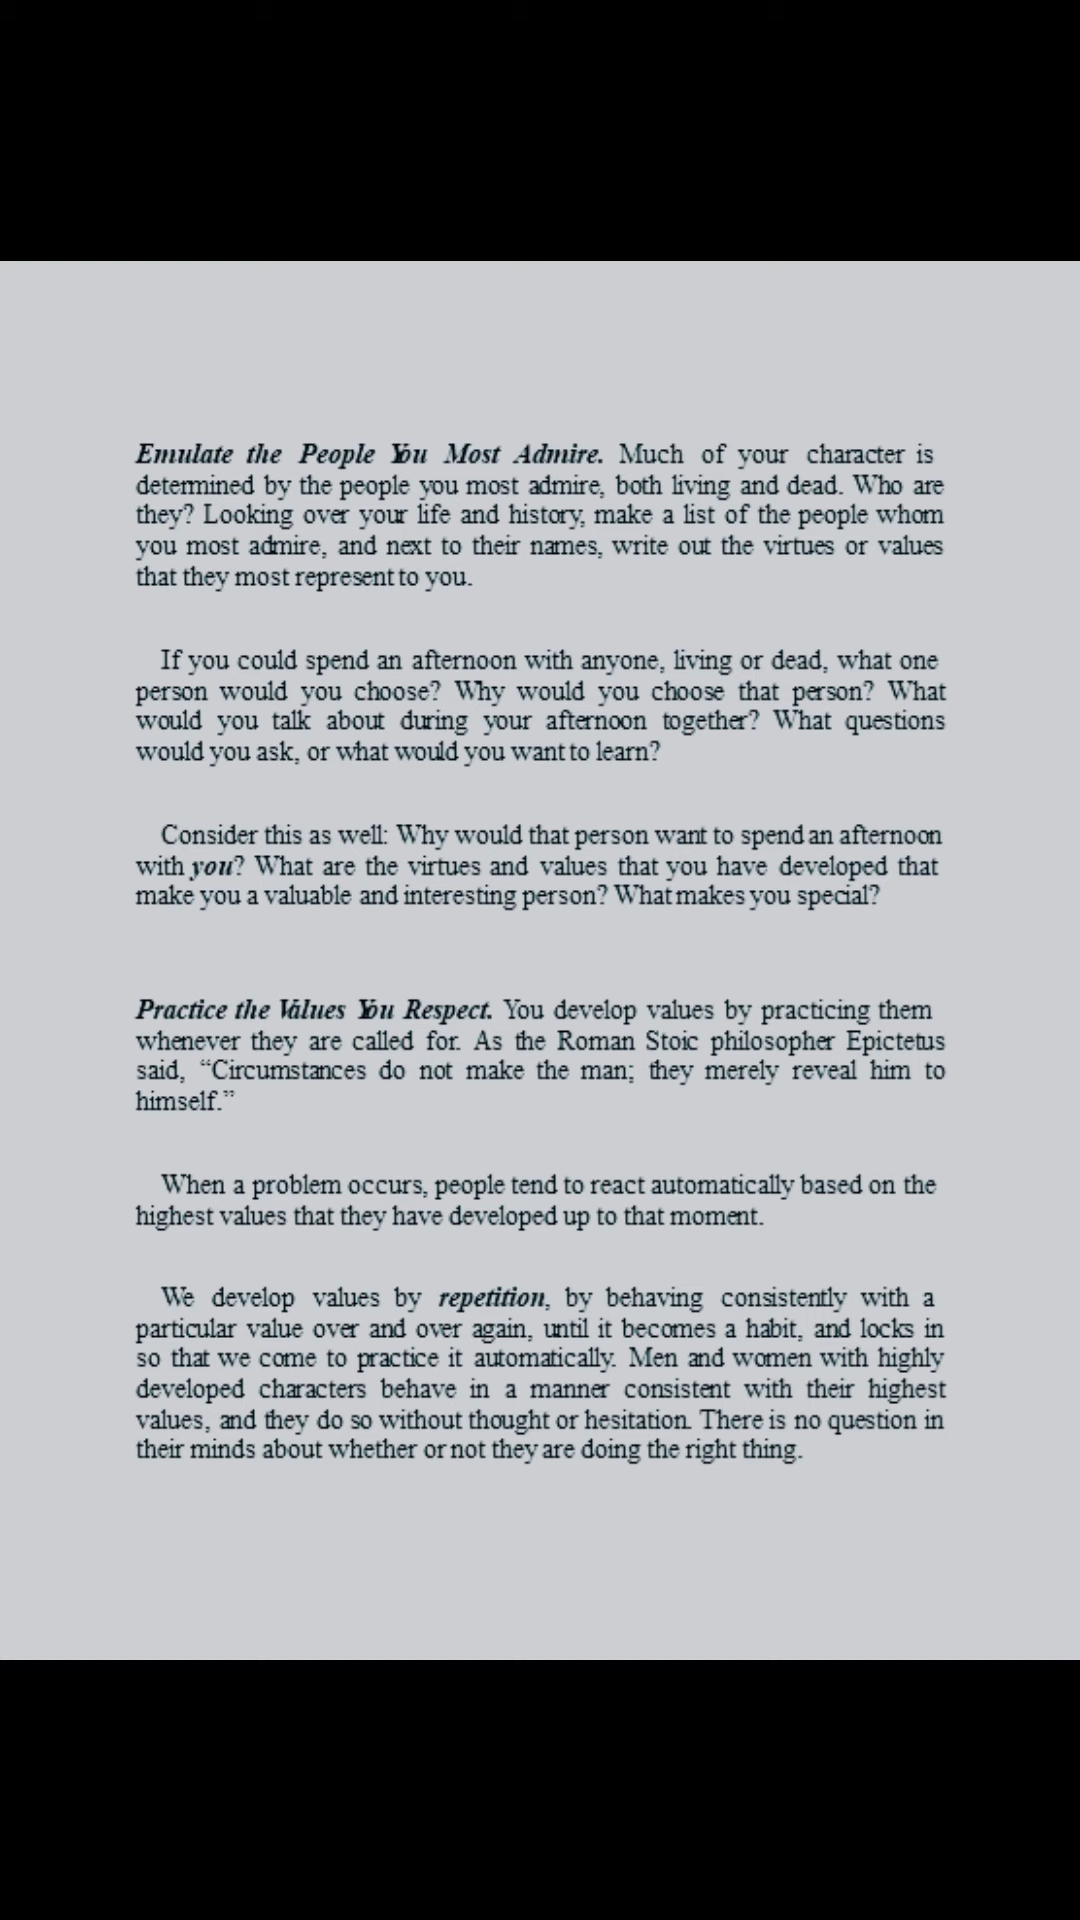 Emulate the People You Most Admire. Much of your character is
determined by the people you most admire, both living and dead. Who are
they? Looking over your life and history, make a list of the people whom
you most admire, and next to their names, write out the virtues or values
that they most represent to you.
If you could spend an afternoon with anyone, living or dead, what one
person would you choose? Why would you choose that person? What
would you talk about during your afternoon together? What questions
would you ask, or what would you want to learn?
Consider this as well: Why would that person want to spend an afternoon
with you? What are the virtues and values that you have developed that
make you a valuable and interesting person? What makes you special?
Practice the Values You Respect. You develop values by practicing them
whenever they are called for. As the Roman Stoic philosopher Epictetus
said, “Circumstances do not make the man; they merely reveal him to
himself.”
When a problem occurs, people tend to react automatically based on the
highest values that they have developed up to that moment.
We develop values by repetition, by behaving consistently with a
particular value over and over again, until it becomes a habit, and locks in
so that we come to practice it automatically. Men and women with highly
developed characters behave in a manner consistent with their highest
values, and they do so without thought or hesitation. There is no question in
their minds about whether or not they are doing the right thing.